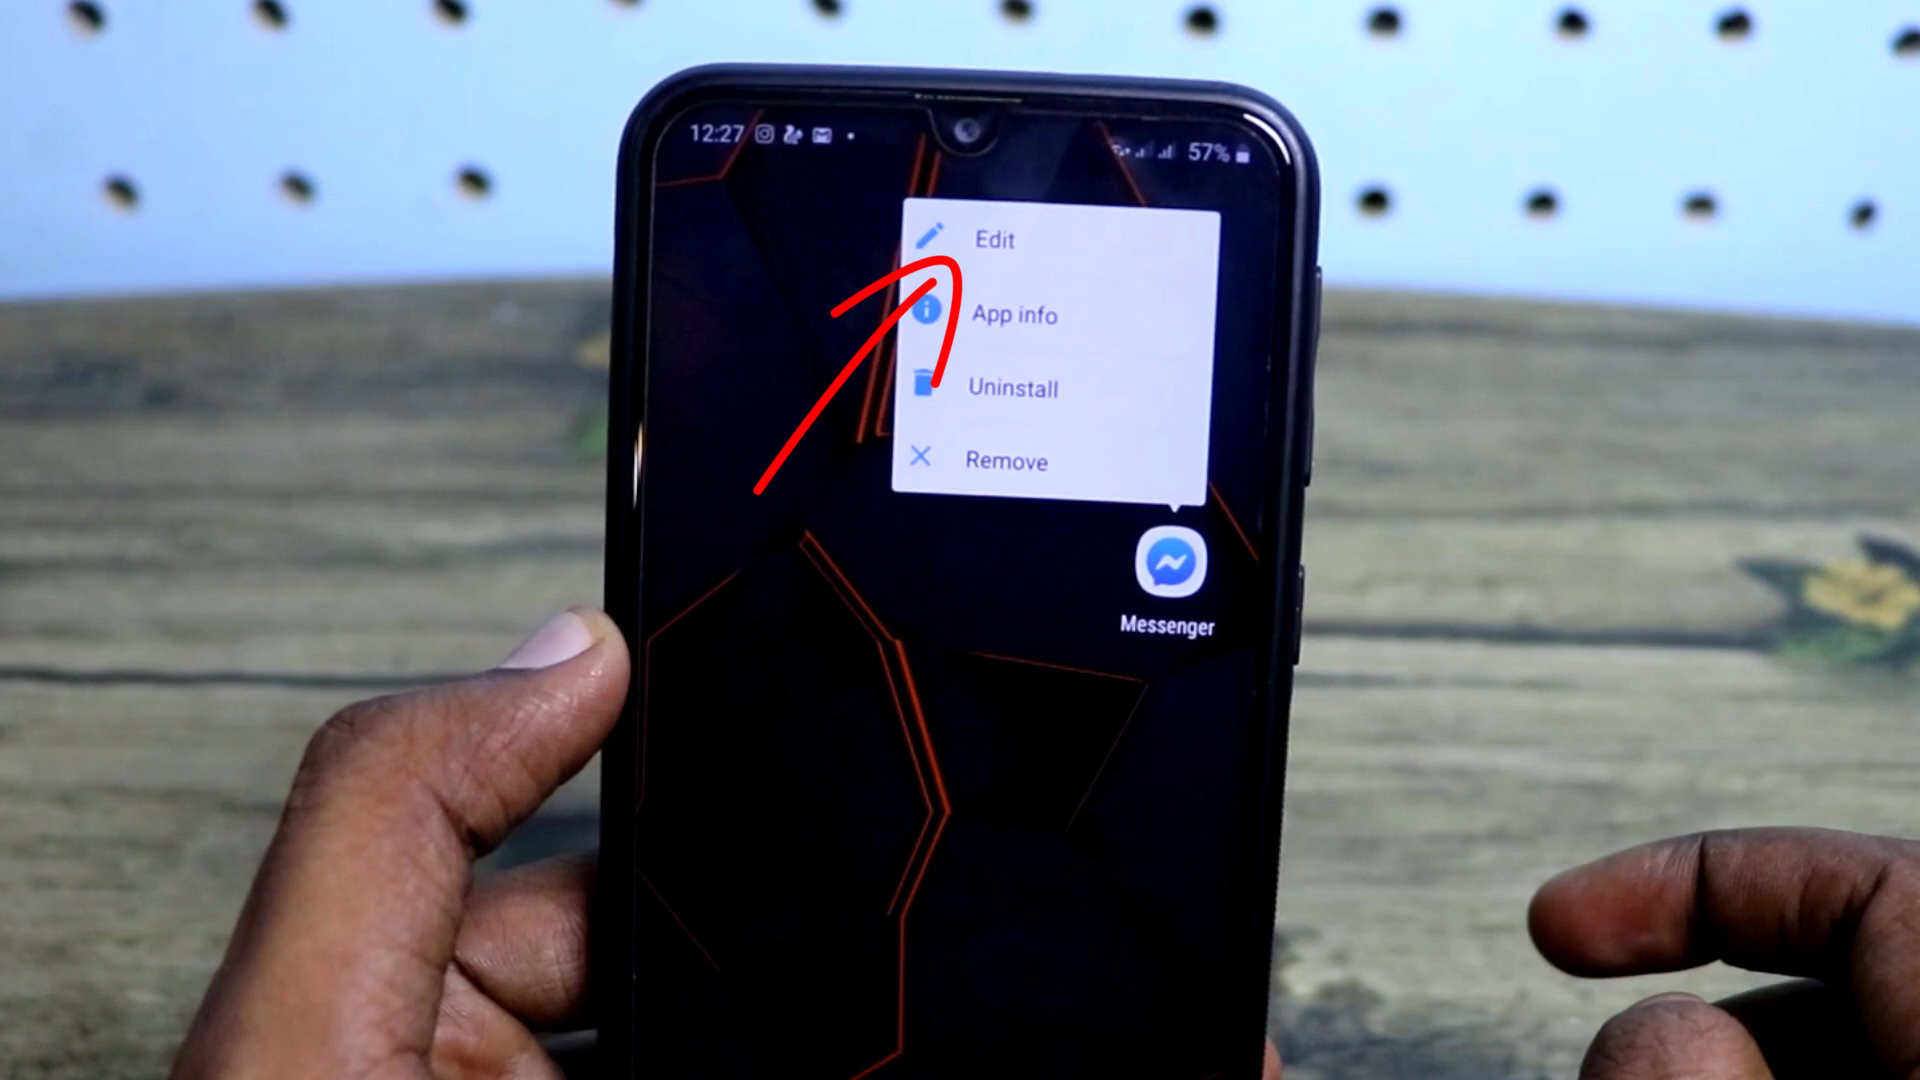 12:27
57%
Edit
App info
Uninstall
Remove
Messenger